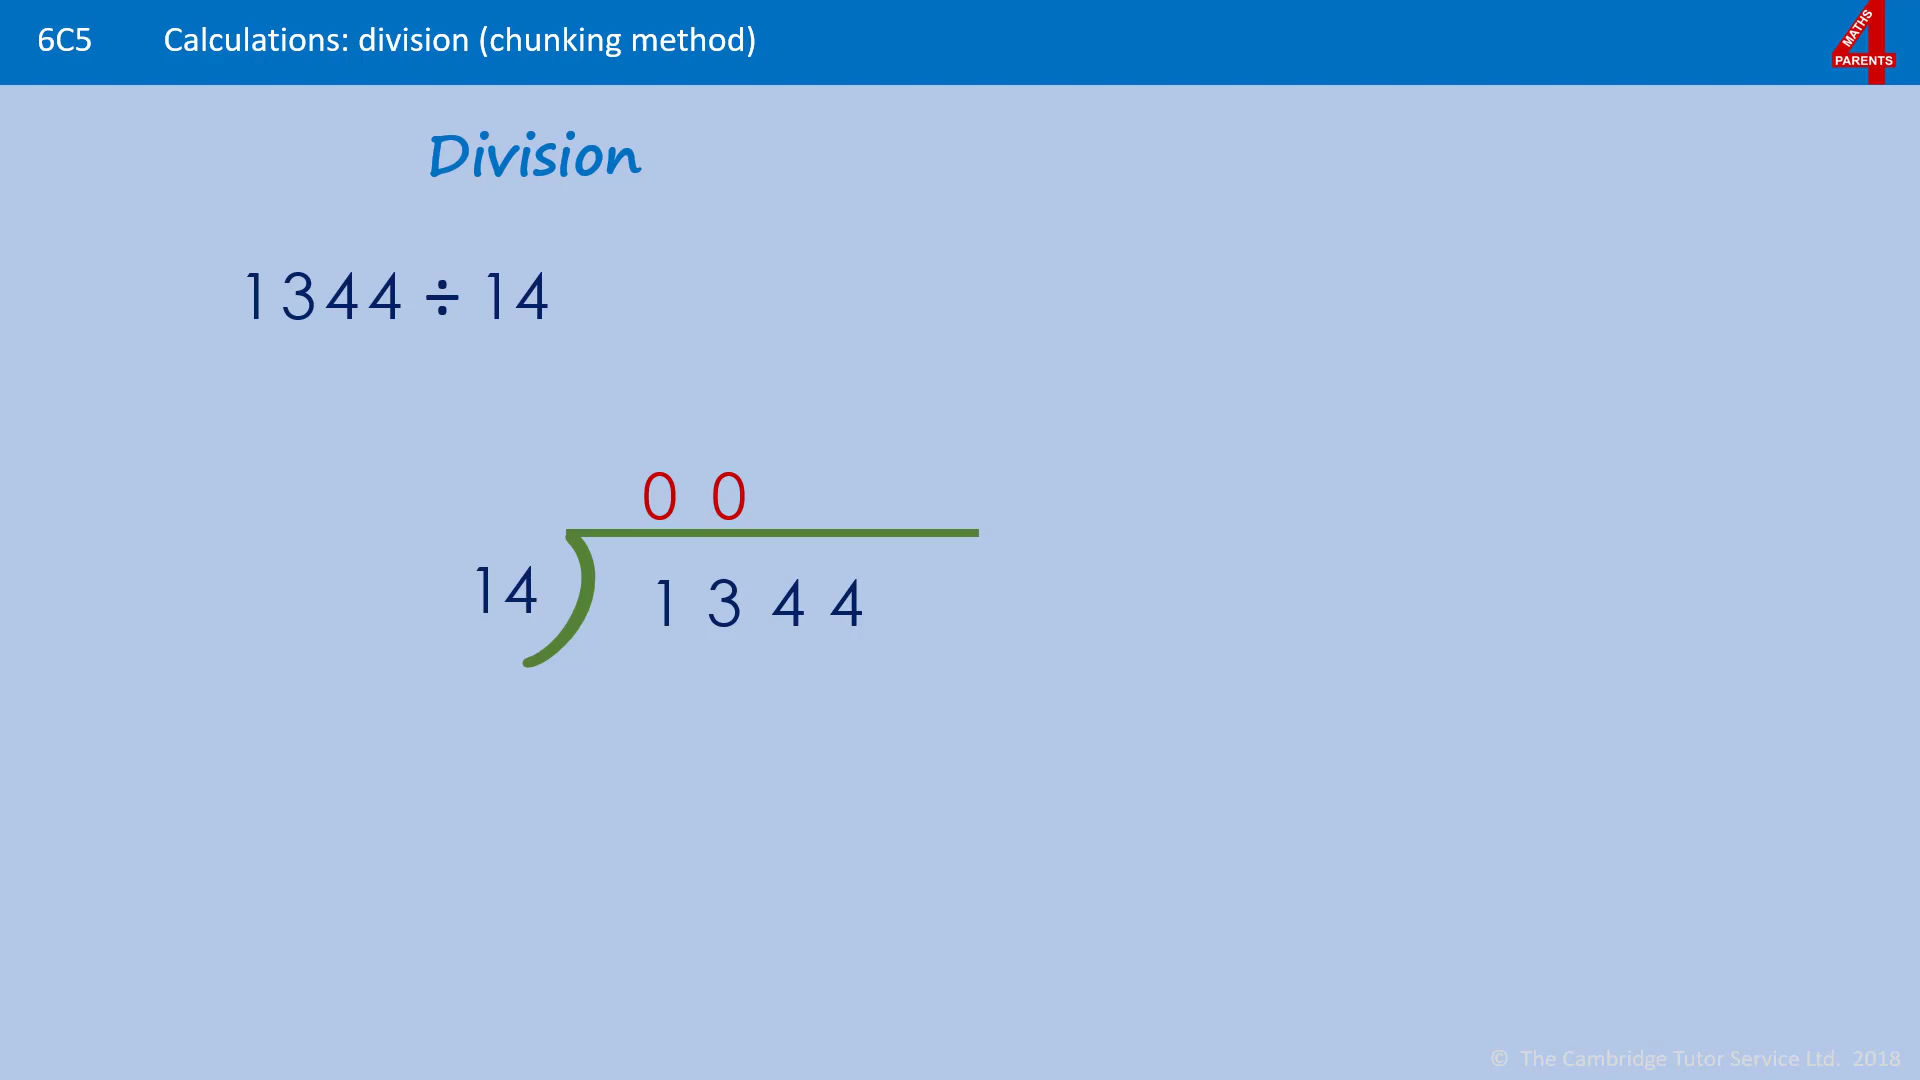 6C5 Calculations: division (chunking method)
MATHS
4
PARENTS
Division
1344 ÷ 14
0 0
14 1 3 4 4
© The Cambridge Tutor Service Ltd. 2018